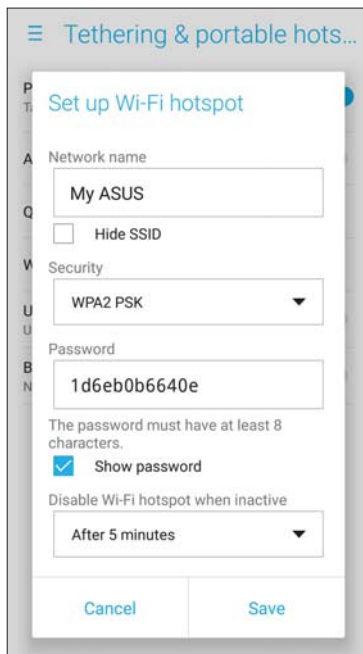 Tethering & portable hots...
Set up Wi-Fi hotspot
Network name
My ASUS
Hide SSID
Security
WPA2 PSK
Password
1d6eb0b6640e
The password must have at least 8
characters.
Show password
Disable Wi-Fi hotspot when inactive
After 5 minutes
Cancel
Save